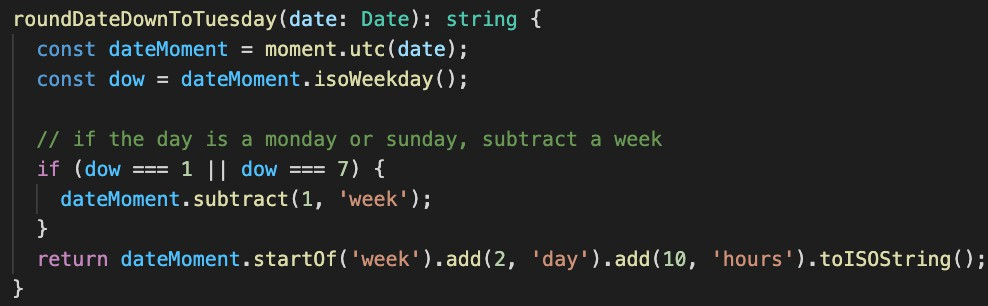 roundDateDownToTuesday(date: Date): string {
  const dateMoment = moment.utc(date);
  const dow = dateMoment.isoWeekday();

  // if the day is a monday or sunday, subtract a week
  if (dow === 1 || dow === 7) {
    dateMoment.subtract(1, 'week');
  }
  return dateMoment.startOf('week').add(2, 'day').add(10, 'hours').toISOString();
}